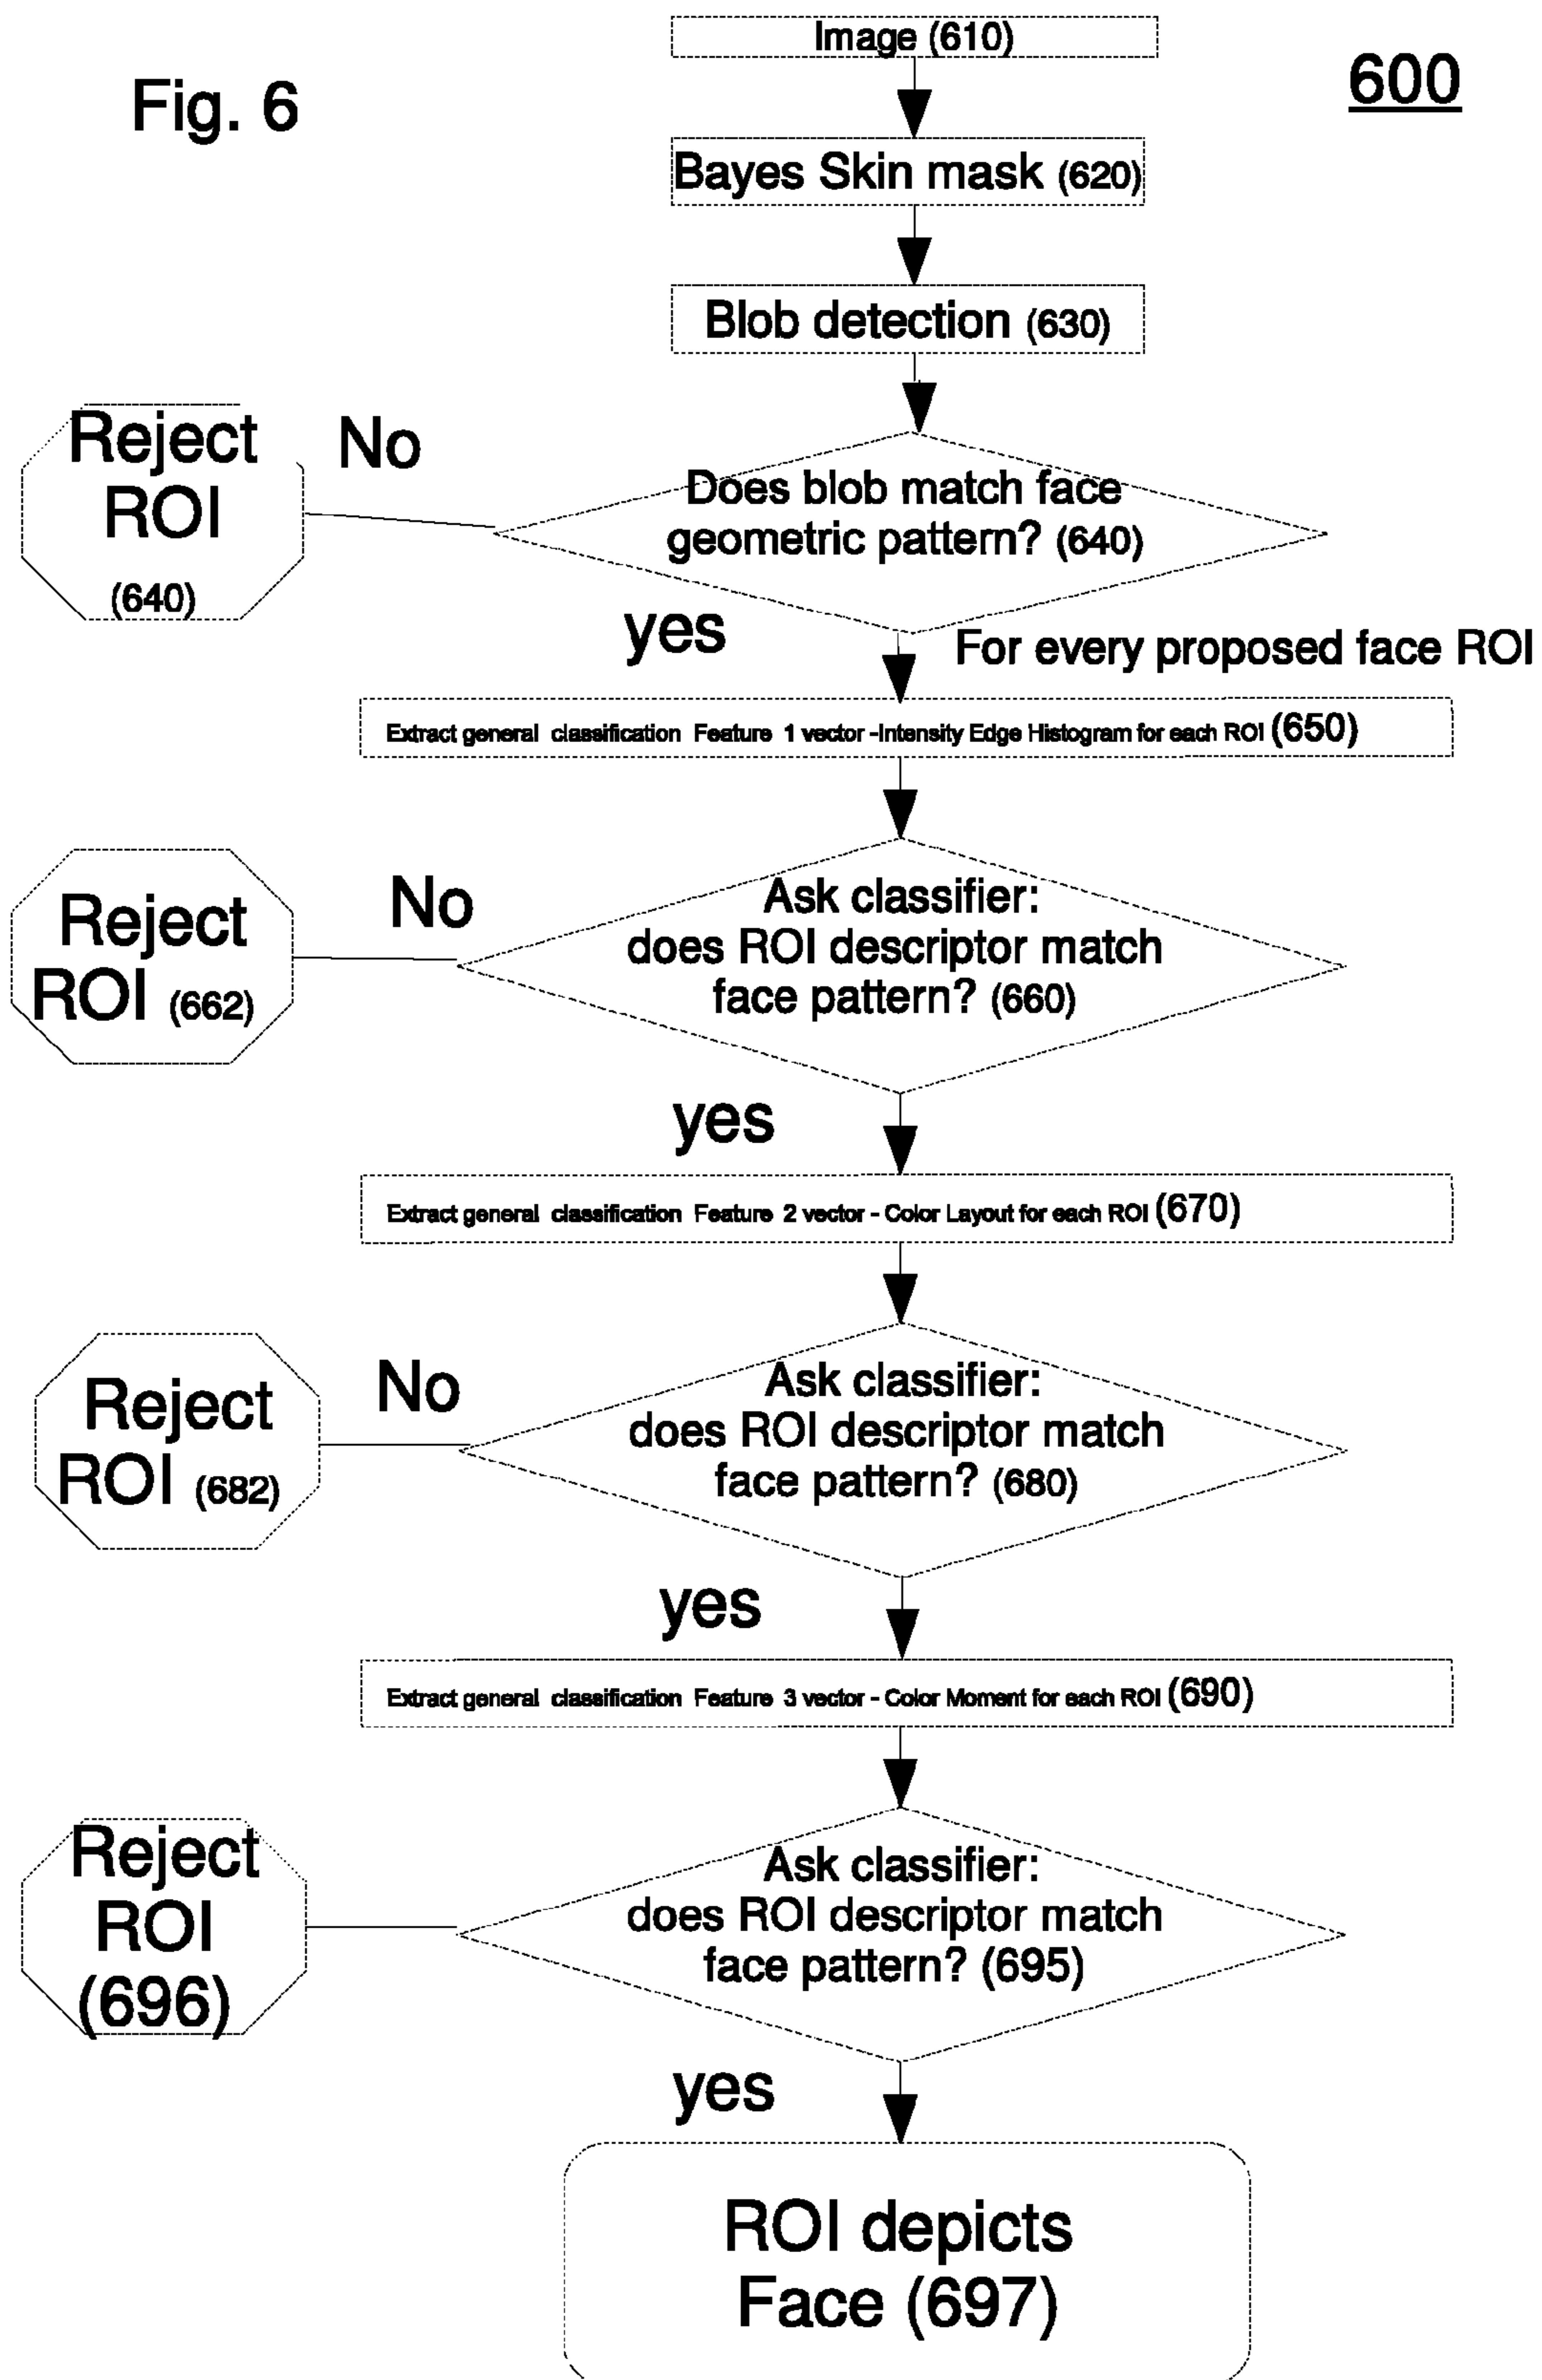 Image (610)
Fig. 6
600
Bayes Skin mask (620)
Blob detection (630)
Reject
ROI
(640)
No
Does blob match face
geometric pattern? (640)
yes
For every proposed face ROI
Extract general classification Feature 1 vector -Intensity Edge Histogram for each ROI (650)
Reject
ROI (662)
No
Ask classifier:
does ROI descriptor match
face pattern? (660)
yes
Extract general classification Feature 2 vector - Color Layout for each ROI (670)
Reject
ROI (682)
No
Ask classifier:
does ROI descriptor match
face pattern? (680)
yes
Extract general classification Feature 3 vector - Color Moment for each ROI (690)
Reject
ROI
(696)
Ask classifier:
does ROI descriptor match
face pattern? (695)
yes
ROI depicts
Face (697)